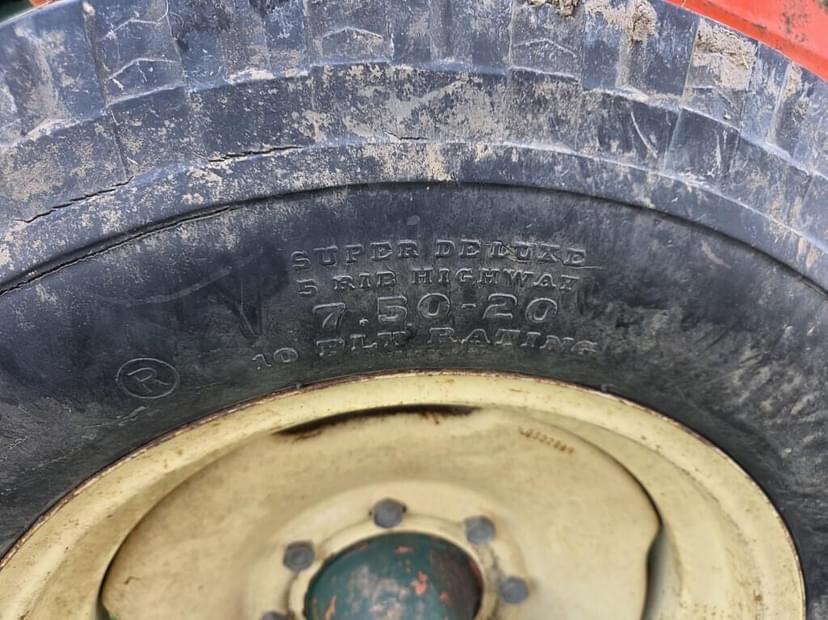 SUPER DELUXE
5 RIB HIGHWAY
7.50-20
10 PLY RATING
R